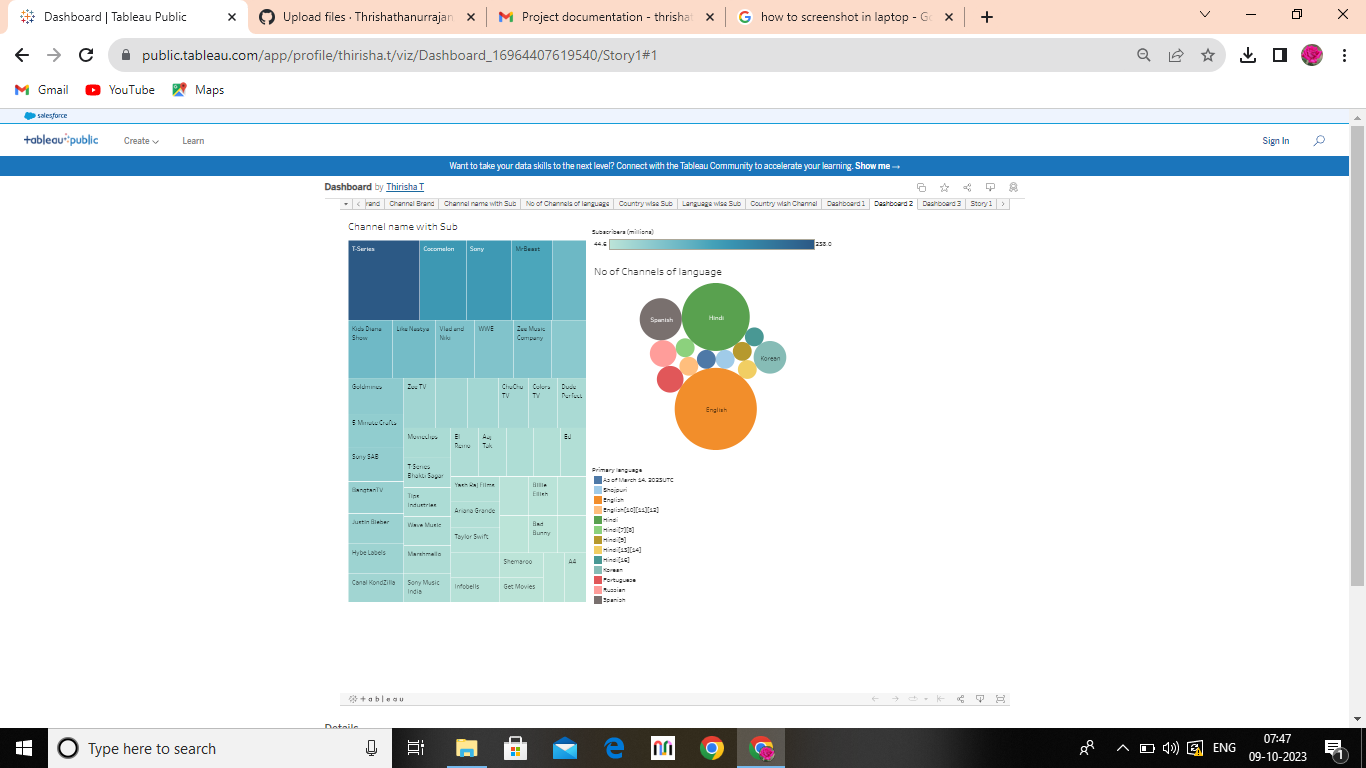 Dashboard | Tableau Public
Upload files · Thrishathanurrajan
Project documentation - thrishat
how to screenshot in laptop - Go
public.tableau.com/app/profile/thirisha.t/viz/Dashboard_16964407619540/Story1#1
Gmail YouTube Maps
salesforce
+ableau public Create Learn Sign In
Want to take your data skills to the next level? Connect with the Tableau Community to accelerate your learning. Show me →
Dashboard by Thirisha T
rand Channel Brand Channel name with Sub No of Channels of language Country wise Sub Language wise Sub Country wish Channel Dashboard 1 Dashboard 2 Dashboard 3 Story 1
Channel name with Sub
T-Series
Cocomelon
Sony
MrBeast
Kids Diana
Show
Like Nastya
Vlad and
Niki
WWE
Zee Music
Company
Goldmines
Zee TV
ChuChu
TV
Colors
TV
Dude
Perfect
5-Minute Crafts
Movieclips
El
Reino
Aaj
Tak
Ed
Sony SAB
T-Series
Bhakti Sagar
BangtanTV
Tips
Industries
Yash Raj Films
Billie
Eilish
Ariana Grande
Justin Bieber
Wave Music
Taylor Swift
Bad
Bunny
Hybe Labels
Marshmello
Shemaroo
A4
Canal KondZilla
Sony Music
India
Infobells
Get Movies
Subscribers (millions)
44.6 238.0
No of Channels of language
Spanish
Hindi
Korean
English
Primary language
As of March 14, 2023UTC
Bhojpuri
English
English[10][11][12]
Hindi
Hindi[7][8]
Hindi[9]
Hindi[13][14]
Hindi[15]
Korean
Portuguese
Russian
Spanish
+ableau
Details
Type here to search
ENG
07:47
09-10-2023
1